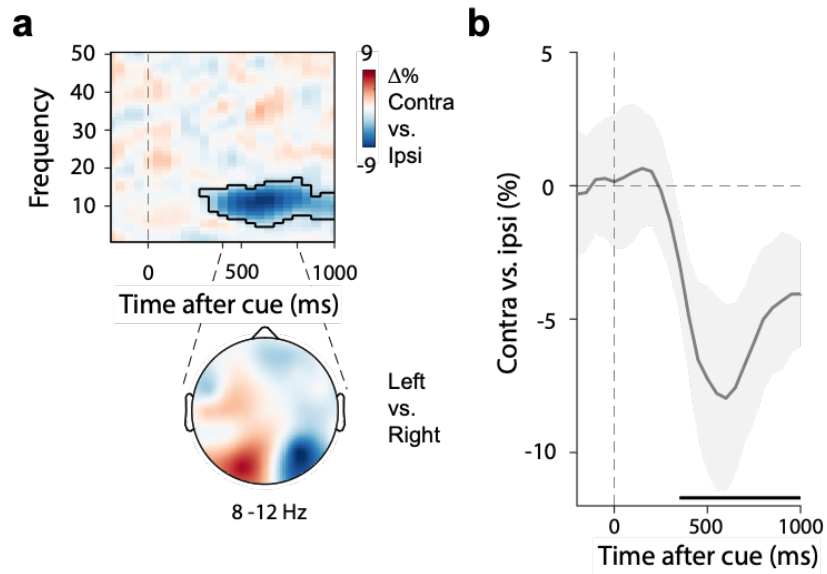 a
50
40
30
20
10
Frequency
0
500
1000
Time after cue (ms)
9
Δ%
Contra
vs.
Ipsi
-9
Left
vs.
Right
8 -12 Hz
b
5
0
-5
-10
Contra vs. ipsi (%)
0
500
1000
Time after cue (ms)